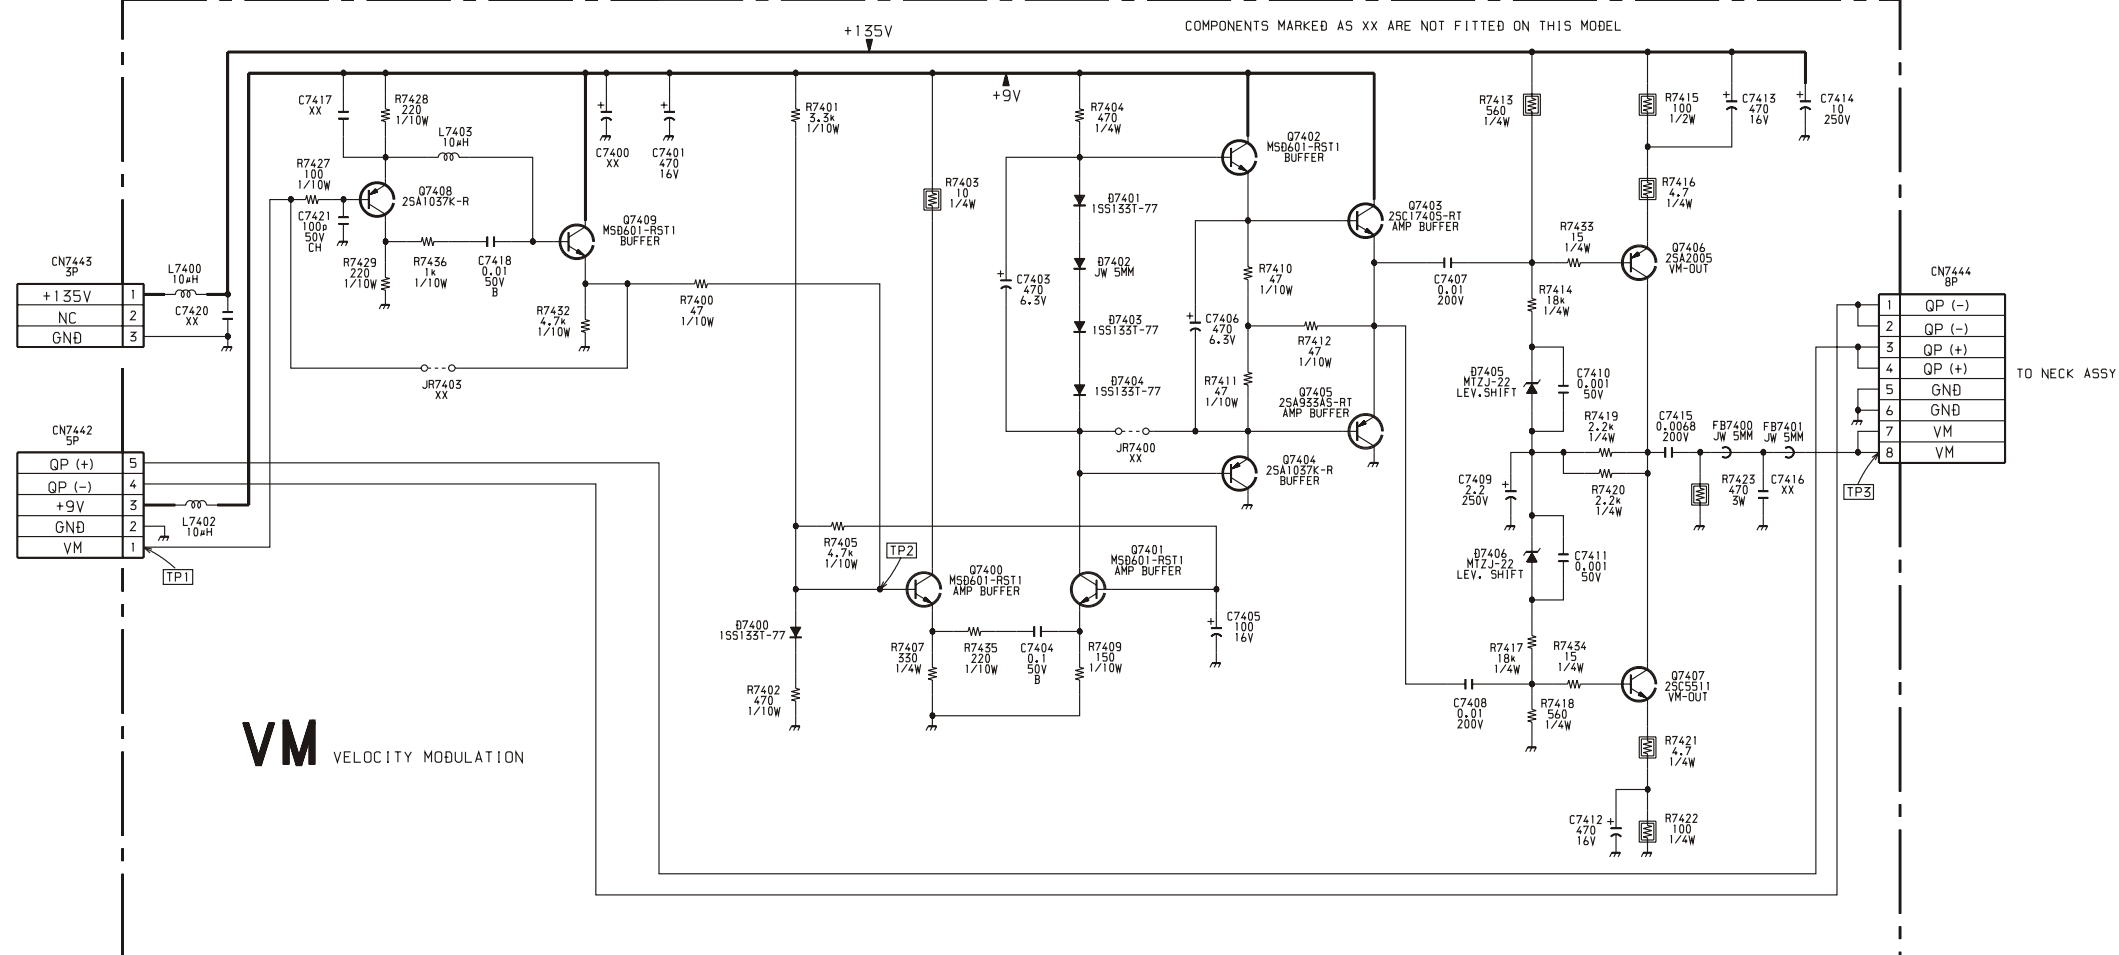 +135V
COMPONENTS MARKED AS XX ARE NOT FITTED ON THIS MODEL
+9V
C7417
XX
R7428
220
1/10W
L7403
10μH
R7427
100
1/10W
C7421
100p
50V
CH
Q7408
2SA1037K-R
R7429
220
1/10W
R7436
1k
1/10W
C7418
0.01
50V
B
C7400
XX
C7401
470
16V
Q7409
MSD601-RST1
BUFFER
R7432
4.7k
1/10W
R7400
47
1/10W
JR7403
XX
CN7443
3P
+135V 1
NC 2
GND 3
L7400
10μH
C7420
XX
CN7442
5P
QP (+) 5
QP (-) 4
+9V 3
GND 2
VM 1
L7402
10μH
TP1
R7401
3.3k
1/10W
R7403
10
1/4W
R7404
470
1/4W
D7401
1SS133T-77
D7402
JW 5MM
D7403
1SS133T-77
D7404
1SS133T-77
C7403
470
6.3V
Q7402
MSD601-RST1
BUFFER
C7406
470
6.3V
R7410
47
1/10W
R7411
47
1/10W
R7412
47
1/10W
Q7403
2SC1740S-RT
AMP BUFFER
Q7405
2SA933AS-RT
AMP BUFFER
JR7400
XX
Q7404
2SA1037K-R
BUFFER
R7405
4.7k
1/10W
TP2
Q7400
MSD601-RST1
AMP BUFFER
Q7401
MSD601-RST1
AMP BUFFER
C7405
100
16V
D7400
1SS133T-77
R7402
470
1/10W
R7407
330
1/4W
R7435
220
1/10W
C7404
0.1
50V
B
R7409
150
1/10W
C7407
0.01
200V
C7408
0.01
200V
R7413
560
1/4W
R7415
100
1/2W
C7413
470
16V
C7414
10
250V
R7416
4.7
1/4W
R7433
15
1/4W
Q7406
2SA2005
VM-OUT
R7414
18k
1/4W
D7405
MTZJ-22
LEV.SHIFT
C7410
0.001
50V
R7419
2.2k
1/4W
R7420
2.2k
1/4W
C7415
0.0068
200V
FB7400
JW 5MM
FB7401
JW 5MM
C7409
2.2
250V
R7423
470
3W
C7416
XX
TP3
D7406
MTZJ-22
LEV. SHIFT
C7411
0.001
50V
R7417
18k
1/4W
R7434
15
1/4W
R7418
560
1/4W
Q7407
2SC5511
VM-OUT
R7421
4.7
1/4W
C7412
470
16V
R7422
100
1/4W
CN7444
8P
1 QP (-)
2 QP (-)
3 QP (+)
4 QP (+)
5 GND
6 GND
7 VM
8 VM
TO NECK ASSY
VM VELOCITY MODULATION